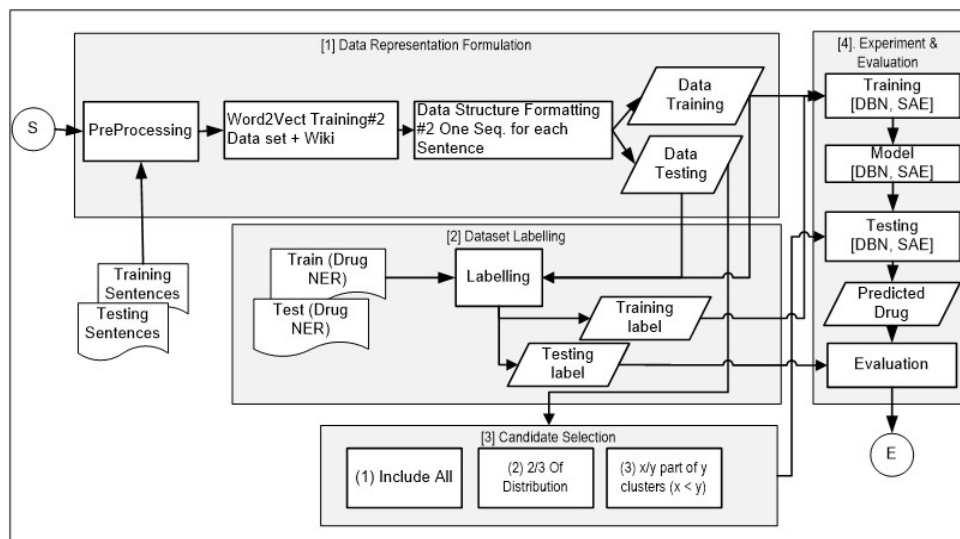 [1] Data Representation Formulation
[4]. Experiment &
Evaluation
S
PreProcessing
Word2Vect Training#2
Data set + Wiki
Data Structure Formatting
#2 One Seq. for each
Sentence
Data
Training
Data
Testing
Training
[DBN, SAE]
Model
[DBN, SAE]
Testing
[DBN, SAE]
Predicted
Drug
Evaluation
E
Training
Sentences
Testing
Sentences
[2] Dataset Labelling
Train (Drug
NER)
Test (Drug
NER)
Labelling
Training
label
Testing
label
[3] Candidate Selection
(1) Include All
(2) 2/3 Of
Distribution
(3) x/y part of y
clusters (x < y)